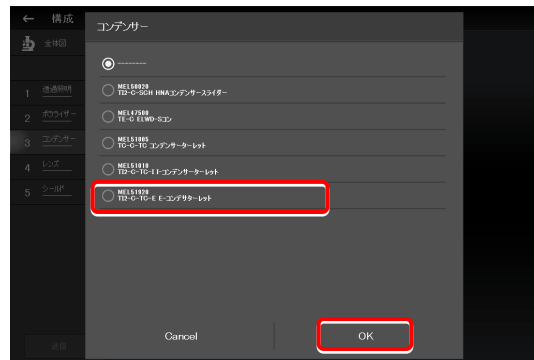 ← 構成
全体図
1 透過照明
2 ポラライザー
3 コンデンサー
4 レンズ
5 シールド
送信
コンデンサー
--------
MEL50920
TI2-C-SCH HNAコンデンサースライダー
MEL47500
TE-C ELWD-Sコン
MEL51005
TC-C-TC コンデンサーターレット
MEL51910
TI2-C-TC-I I-コンデンサーターレット
MEL51920
TI2-C-TC-E E-コンデサターレット
Cancel
OK